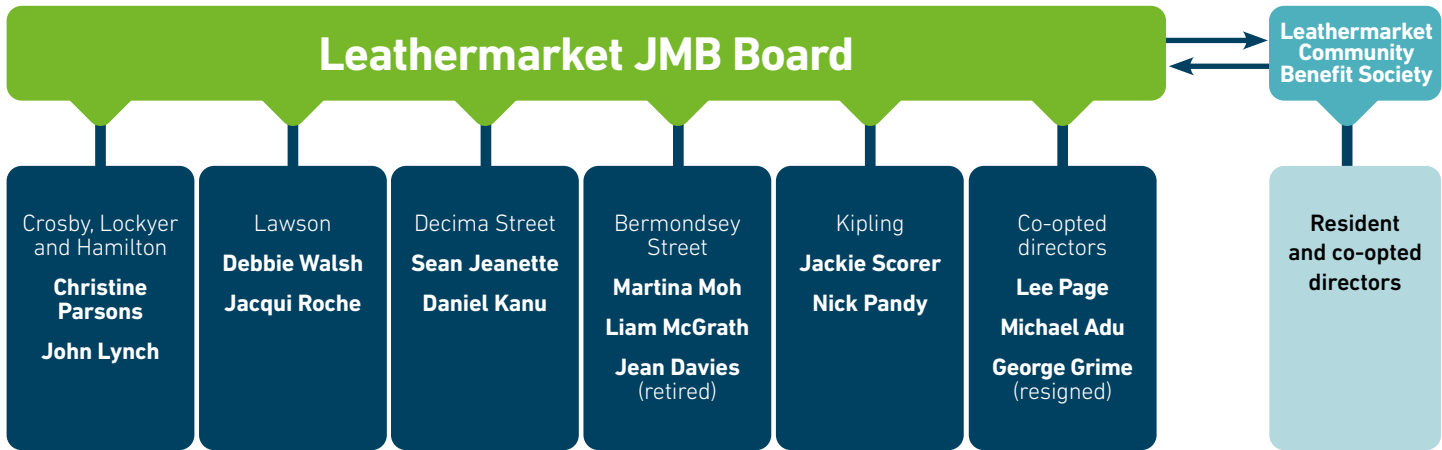 Leathermarket JMB Board
Leathermarket
Community
Benefit Society
Crosby, Lockyer
and Hamilton
Christine
Parsons
John Lynch
Lawson
Debbie Walsh
Jacqui Roche
Decima Street
Sean Jeanette
Daniel Kanu
Bermondsey
Street
Martina Moh
Liam McGrath
Jean Davies
(retired)
Kipling
Jackie Scorer
Nick Pandy
Co-opted
directors
Lee Page
Michael Adu
George Grime
(resigned)
Resident
and co-opted
directors